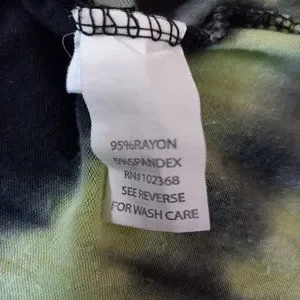 95%RAYON
5%SPANDEX
RN#102368
SEE REVERSE
FOR WASH CARE